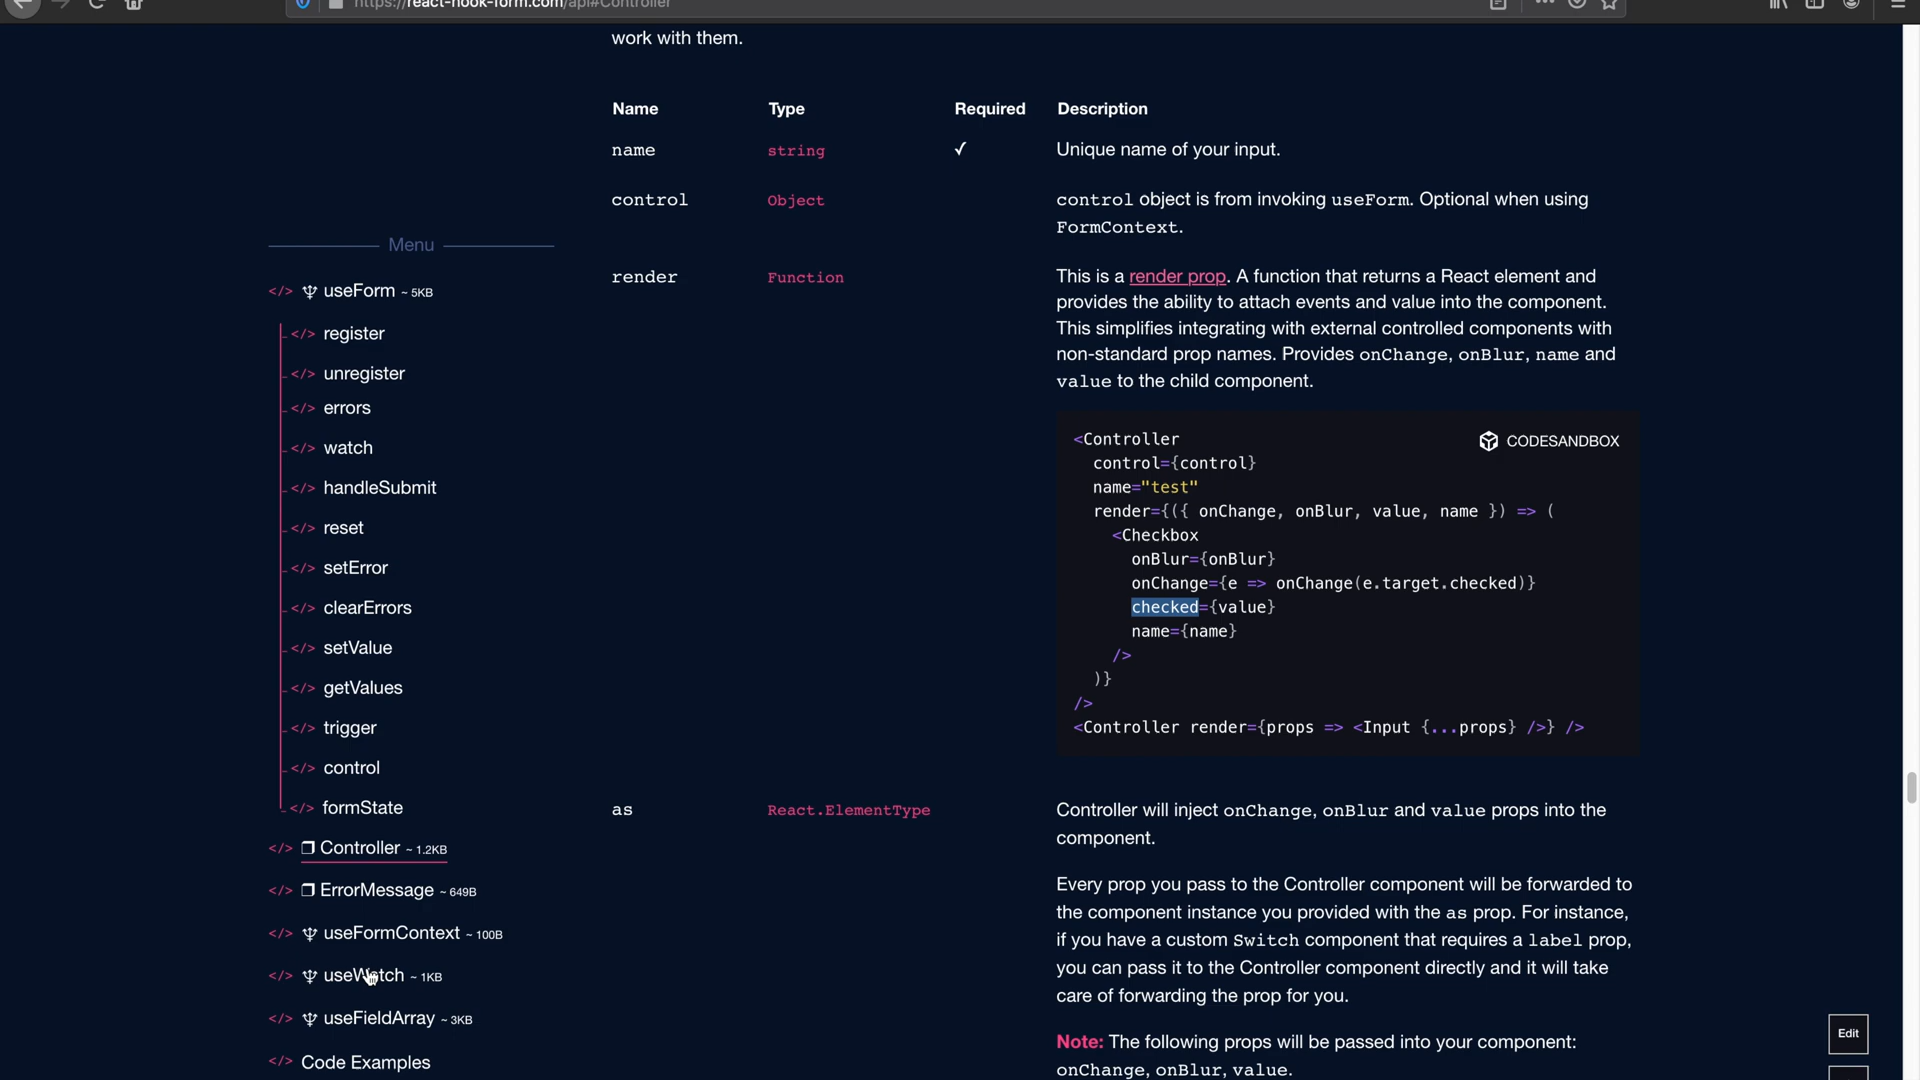 https://react-hook-form.com/api#Controller
work with them.
Menu
</> useForm ~ 5KB
</> register
</> unregister
</> errors
</> watch
</> handleSubmit
</> reset
</> setError
</> clearErrors
</> setValue
</> getValues
</> trigger
</> control
</> formState
</> Controller ~ 1.2KB
</> ErrorMessage ~ 649B
</> useFormContext ~ 100B
</> useWatch ~ 1KB
</> useFieldArray ~ 3KB
</> Code Examples
Name Type Required Description
name string ✓ Unique name of your input.
control Object control object is from invoking useForm. Optional when using
FormContext.
render Function This is a render prop. A function that returns a React element and
provides the ability to attach events and value into the component.
This simplifies integrating with external controlled components with
non-standard prop names. Provides onChange, onBlur, name and
value to the child component.
CODESANDBOX
<Controller
control={control}
name="test"
render={({ onChange, onBlur, value, name }) => (
<Checkbox
onBlur={onBlur}
onChange={e => onChange(e.target.checked)}
checked={value}
name={name}
/>
)}
/>
<Controller render={props => <Input {...props} />} />
as React.ElementType Controller will inject onChange, onBlur and value props into the
component.
Every prop you pass to the Controller component will be forwarded to
the component instance you provided with the as prop. For instance,
if you have a custom Switch component that requires a label prop,
you can pass it to the Controller component directly and it will take
care of forwarding the prop for you.
Note: The following props will be passed into your component:
onChange, onBlur, value.
Edit